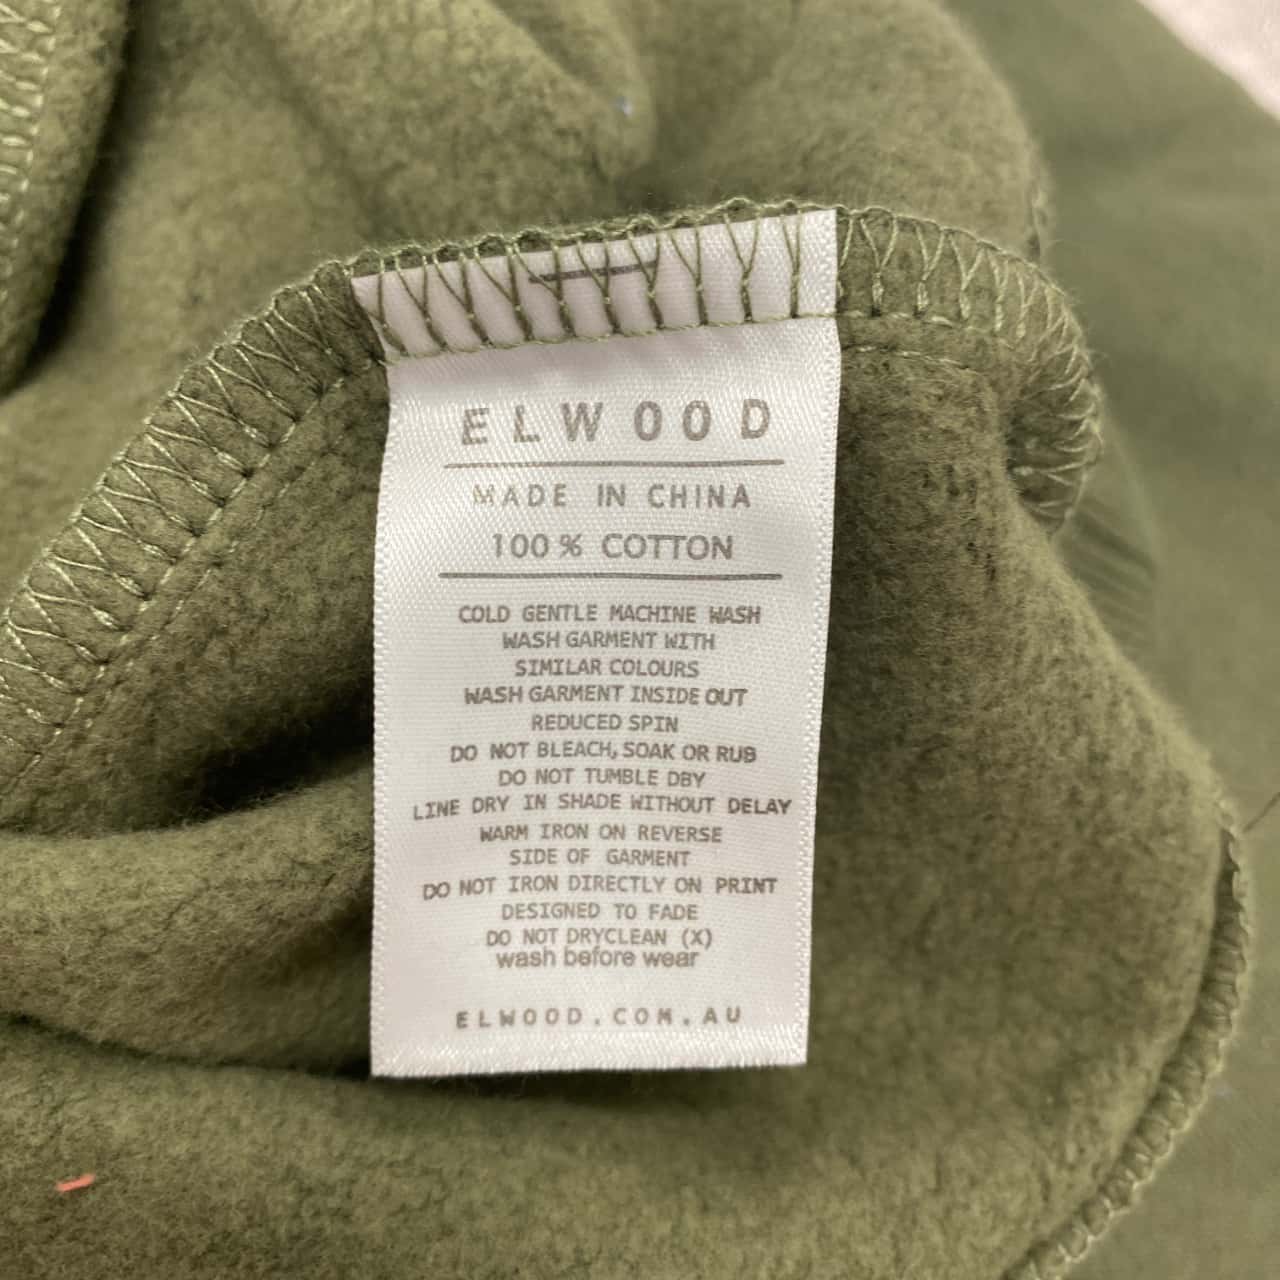 ELWOOD
MADE IN CHINA
100% COTTON
COLD GENTLE MACHINE WASH
WASH GARMENT WITH
SIMILAR COLOURS
WASH GARMENT INSIDE OUT
REDUCED SPIN
DO NOT BLEACH, SOAK OR RUB
DO NOT TUMBLE DBY
LINE DRY IN SHADE WITHOUT DELAY
WARM IRON ON REVERSE
SIDE OF GARMENT
DO NOT IRON DIRECTLY ON PRINT
DESIGNED TO FADE
DO NOT DRYCLEAN (X)
wash before wear
ELWOOD.COM.AU